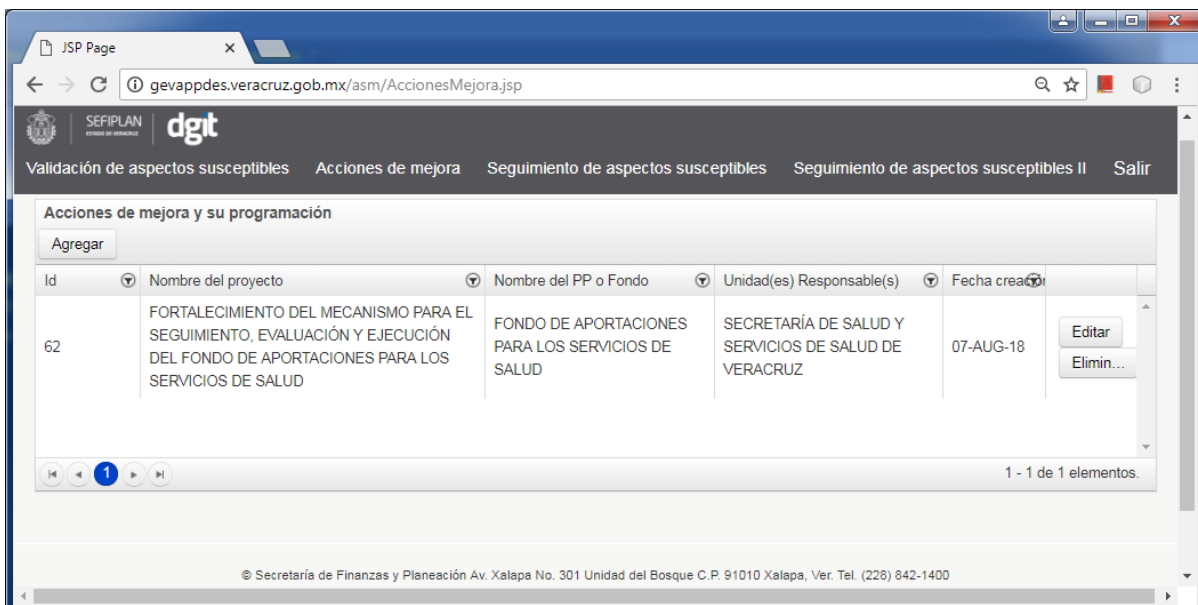 JSP Page
gevappdes.veracruz.gob.mx/asm/AccionesMejora.jsp
SEFIPLAN
ESTADO DE VERACRUZ
dgit
Validación de aspectos susceptibles Acciones de mejora Seguimiento de aspectos susceptibles Seguimiento de aspectos susceptibles II Salir
Acciones de mejora y su programación
Agregar
Id Nombre del proyecto Nombre del PP o Fondo Unidad(es) Responsable(s) Fecha creación
62
FORTALECIMIENTO DEL MECANISMO PARA EL
SEGUIMIENTO, EVALUACIÓN Y EJECUCIÓN
DEL FONDO DE APORTACIONES PARA LOS
SERVICIOS DE SALUD
FONDO DE APORTACIONES
PARA LOS SERVICIOS DE
SALUD
SECRETARÍA DE SALUD Y
SERVICIOS DE SALUD DE
VERACRUZ
07-AUG-18
Editar
Elimin...
1
1 - 1 de 1 elementos.
© Secretaría de Finanzas y Planeación Av. Xalapa No. 301 Unidad del Bosque C.P. 91010 Xalapa, Ver. Tel. (228) 842-1400